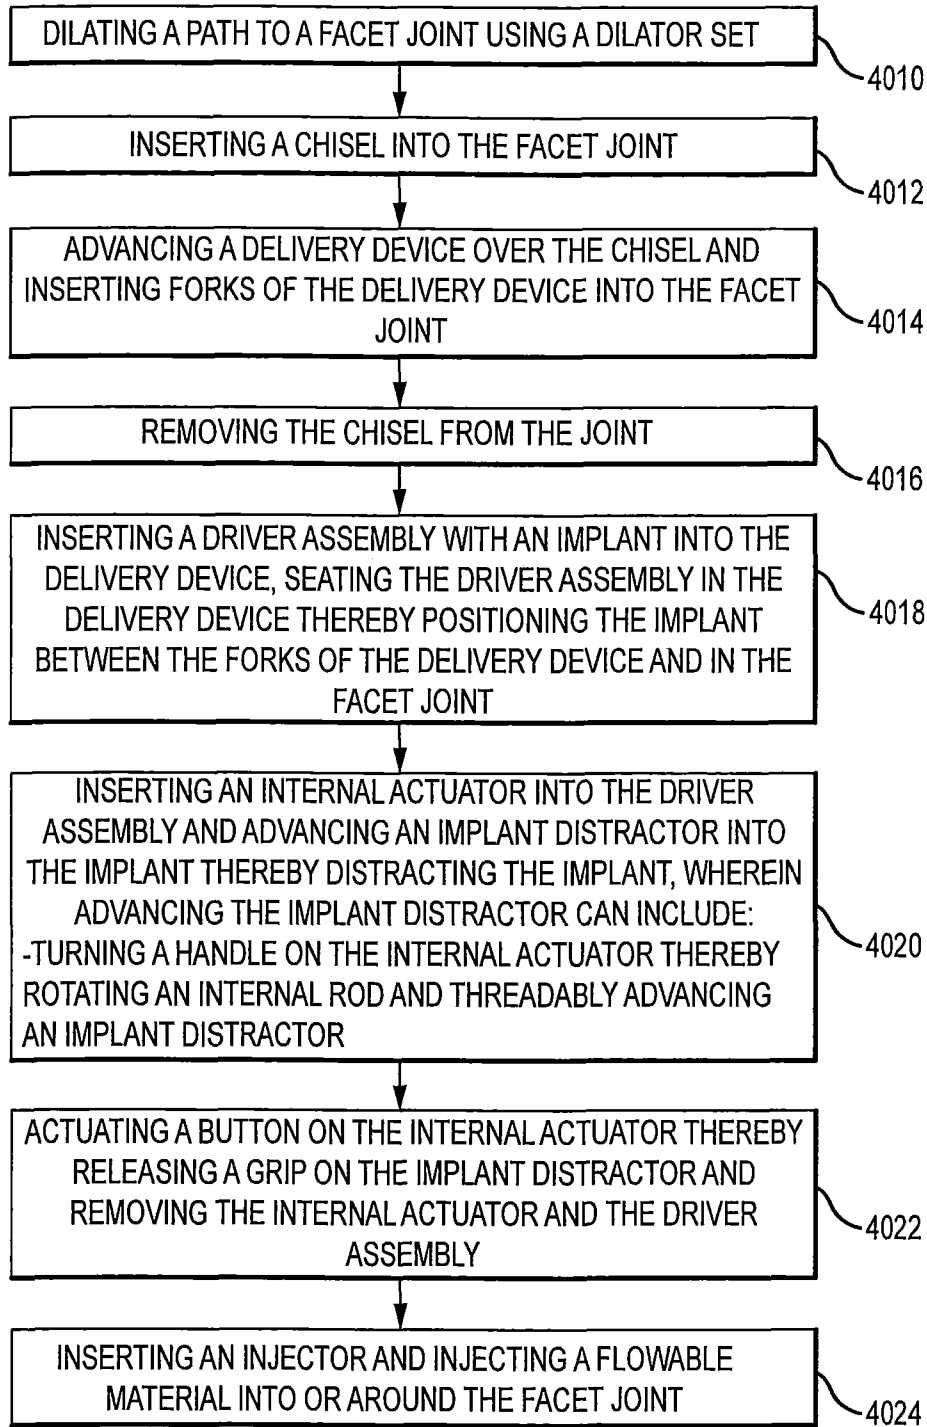 DILATING A PATH TO A FACET JOINT USING A DILATOR SET
4010
INSERTING A CHISEL INTO THE FACET JOINT
4012
ADVANCING A DELIVERY DEVICE OVER THE CHISEL AND
INSERTING FORKS OF THE DELIVERY DEVICE INTO THE FACET
JOINT
4014
REMOVING THE CHISEL FROM THE JOINT
4016
INSERTING A DRIVER ASSEMBLY WITH AN IMPLANT INTO THE
DELIVERY DEVICE, SEATING THE DRIVER ASSEMBLY IN THE
DELIVERY DEVICE THEREBY POSITIONING THE IMPLANT
BETWEEN THE FORKS OF THE DELIVERY DEVICE AND IN THE
FACET JOINT
4018
INSERTING AN INTERNAL ACTUATOR INTO THE DRIVER
ASSEMBLY AND ADVANCING AN IMPLANT DISTRACTOR INTO
THE IMPLANT THEREBY DISTRACTING THE IMPLANT, WHEREIN
ADVANCING THE IMPLANT DISTRACTOR CAN INCLUDE:
-TURNING A HANDLE ON THE INTERNAL ACTUATOR THEREBY
ROTATING AN INTERNAL ROD AND THREADABLY ADVANCING
AN IMPLANT DISTRACTOR
4020
ACTUATING A BUTTON ON THE INTERNAL ACTUATOR THEREBY
RELEASING A GRIP ON THE IMPLANT DISTRACTOR AND
REMOVING THE INTERNAL ACTUATOR AND THE DRIVER
ASSEMBLY
4022
INSERTING AN INJECTOR AND INJECTING A FLOWABLE
MATERIAL INTO OR AROUND THE FACET JOINT
4024